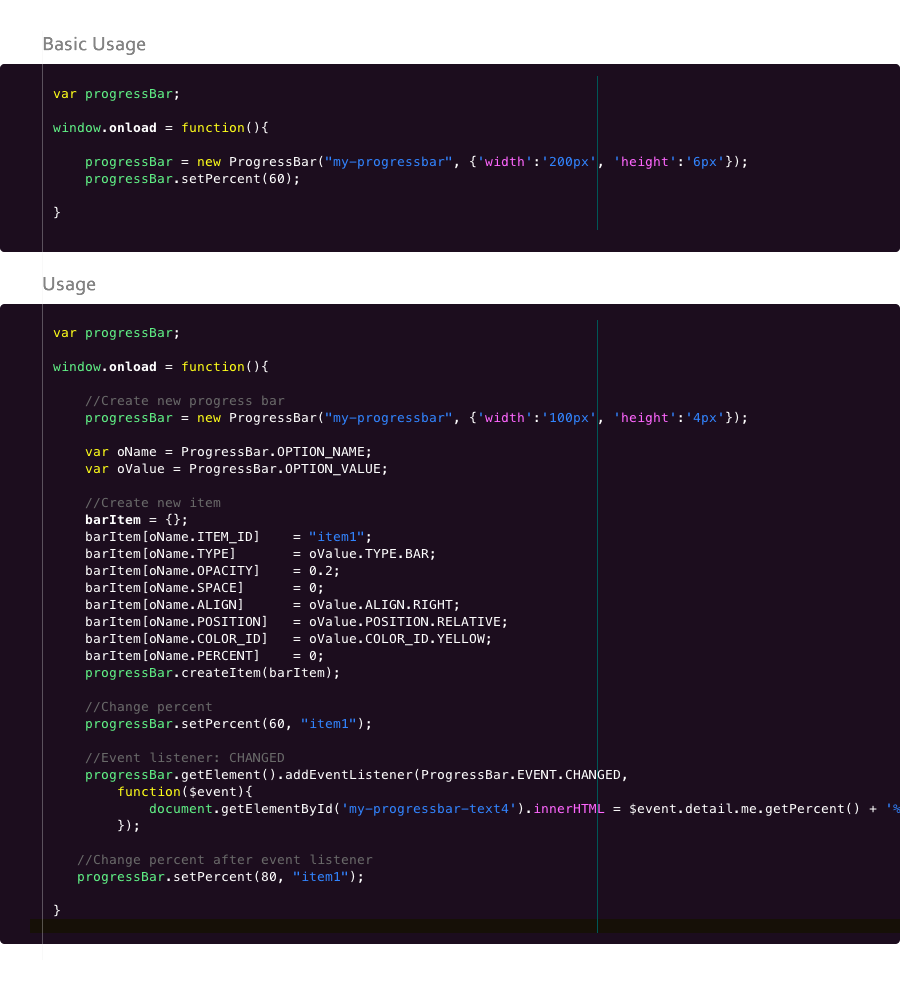 Basic Usage
var progressBar;
window.onload = function(){
progressBar = new ProgressBar("my-progressbar", {'width':'200px', 'height':'6px'});
progressBar.setPercent(60);
}
Usage
var progressBar;
window.onload = function(){
//Create new progress bar
progressBar = new ProgressBar("my-progressbar", {'width':'100px', 'height':'4px'});
var oName = ProgressBar.OPTION_NAME;
var oValue = ProgressBar.OPTION_VALUE;
//Create new item
barItem = {};
barItem[oName.ITEM_ID]    = "item1";
barItem[oName.TYPE]       = oValue.TYPE.BAR;
barItem[oName.OPACITY]    = 0.2;
barItem[oName.SPACE]      = 0;
barItem[oName.ALIGN]      = oValue.ALIGN.RIGHT;
barItem[oName.POSITION]   = oValue.POSITION.RELATIVE;
barItem[oName.COLOR_ID]   = oValue.COLOR_ID.YELLOW;
barItem[oName.PERCENT]    = 0;
progressBar.createItem(barItem);
//Change percent
progressBar.setPercent(60, "item1");
//Event listener: CHANGED
progressBar.getElement().addEventListener(ProgressBar.EVENT.CHANGED,
function($event){
document.getElementById('my-progressbar-text4').innerHTML = $event.detail.me.getPercent() + '%
});
//Change percent after event listener
progressBar.setPercent(80, "item1");
}